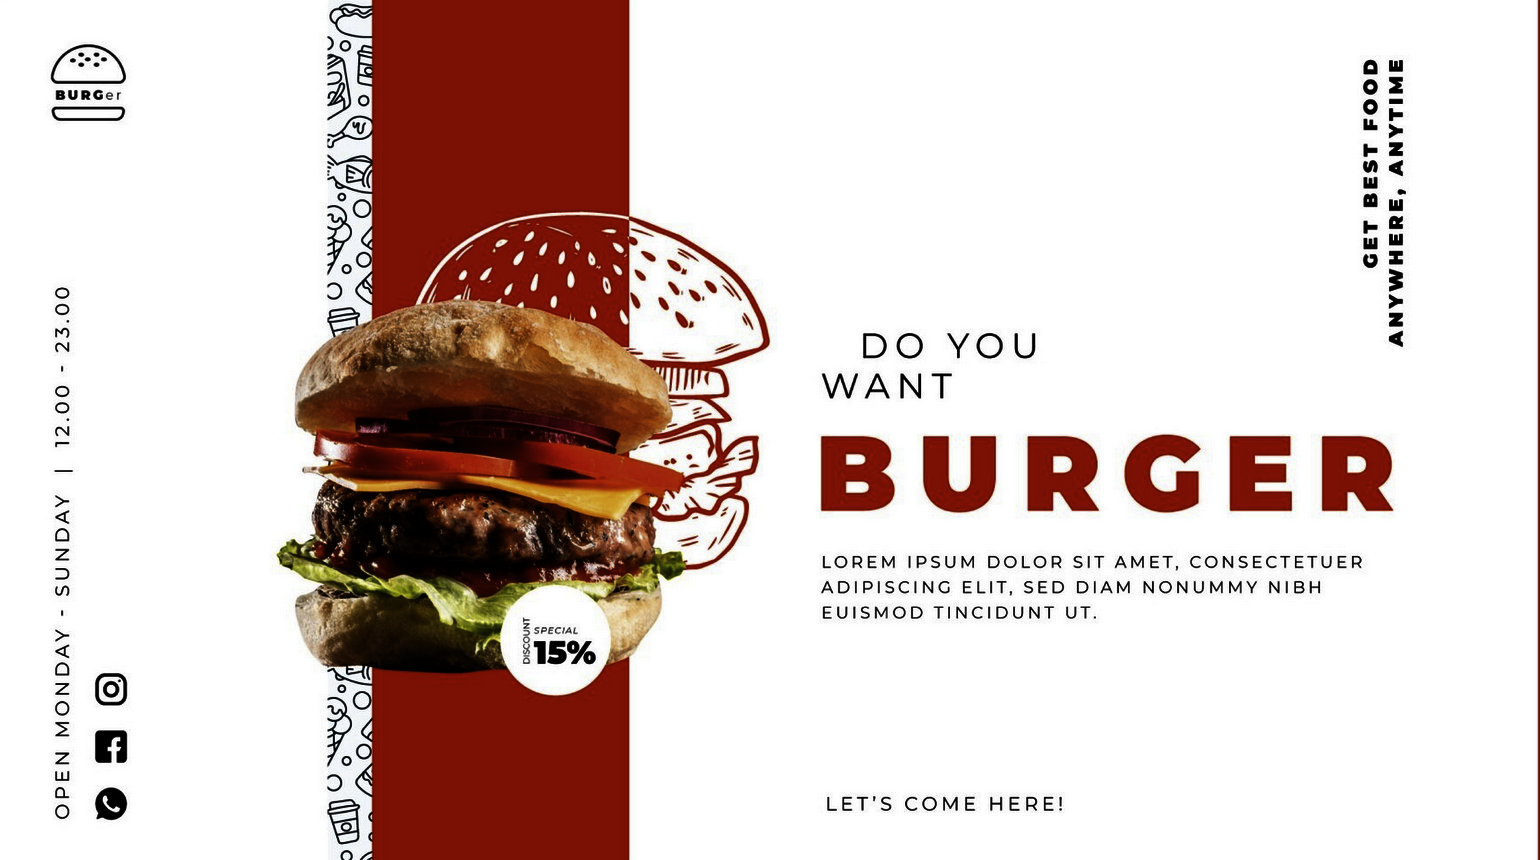 BURGer
OPEN MONDAY - SUNDAY | 12.00 - 23.00
GET BEST FOOD
ANYWHERE, ANYTIME
DO YOU
WANT
BURGER
LOREM IPSUM DOLOR SIT AMET, CONSECTETUER
ADIPISCING ELIT, SED DIAM NONUMMY NIBH
EUISMOD TINCIDUNT UT.
DISCOUNT
SPECIAL
15%
LET’S COME HERE!